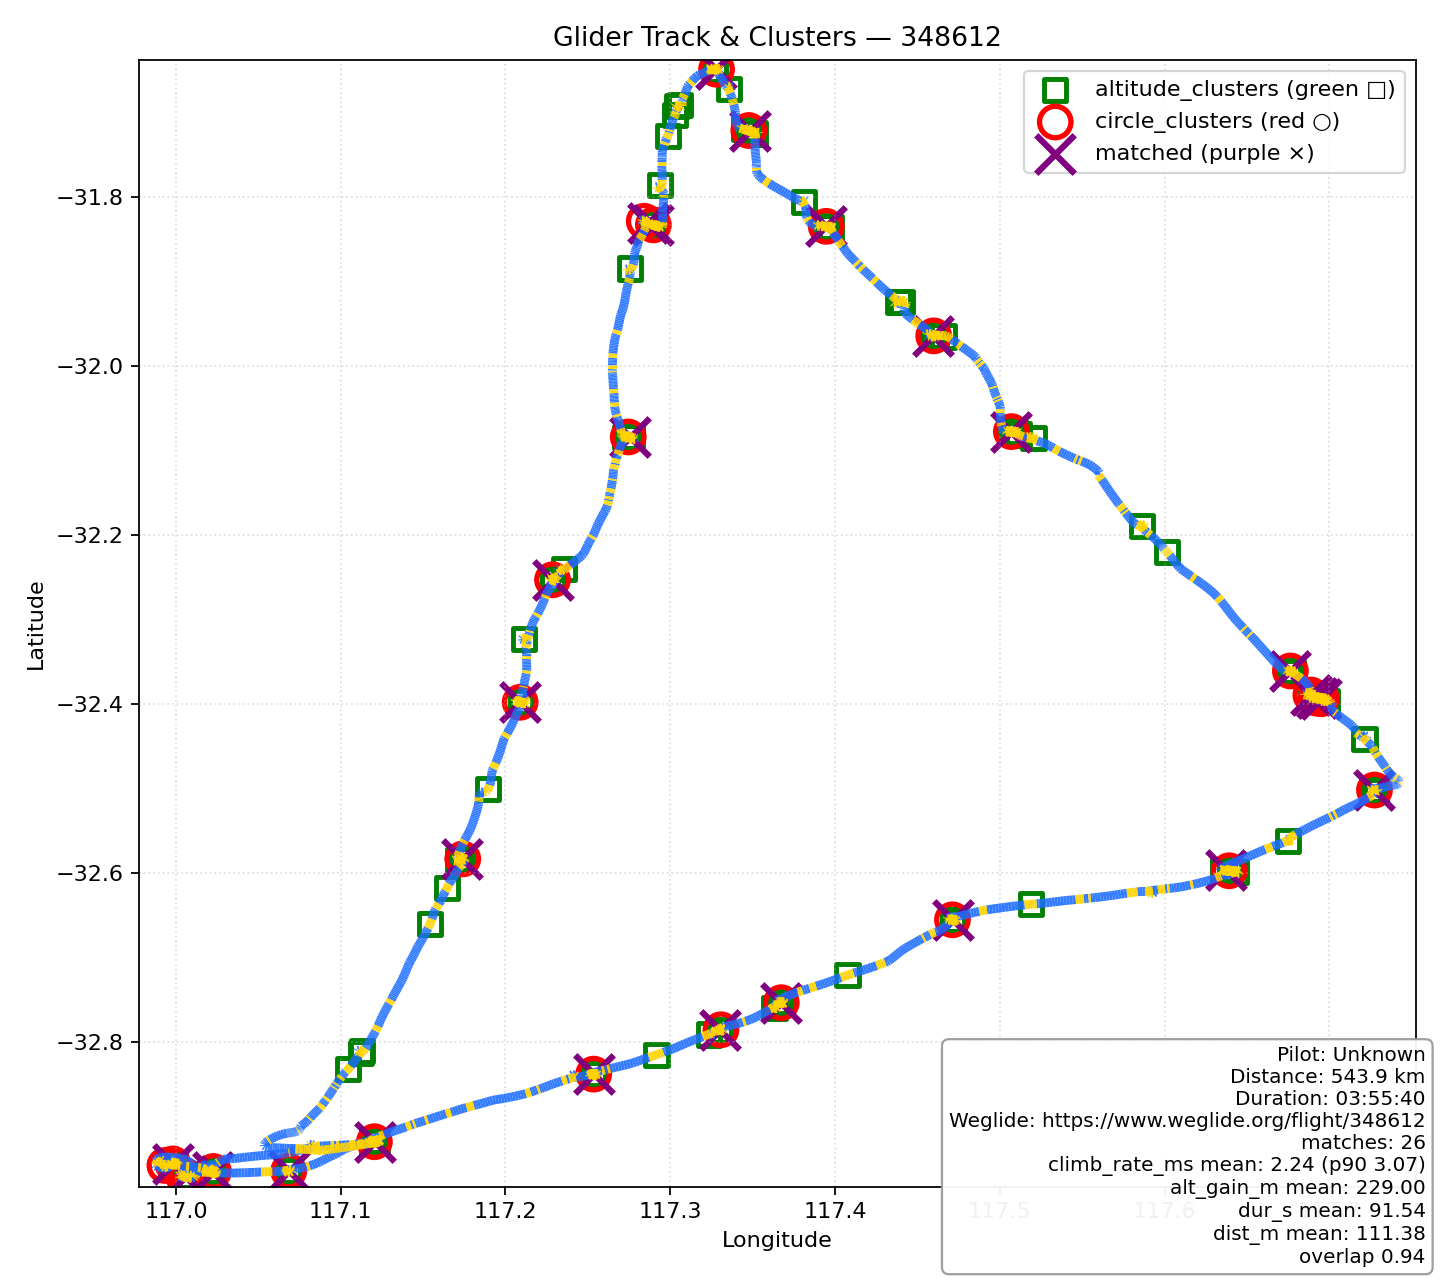 Glider Track & Clusters — 348612
altitude_clusters (green □)
circle_clusters (red ○)
matched (purple ×)
Latitude
−31.8
−32.0
−32.2
−32.4
−32.6
−32.8
117.0
117.1
117.2
117.3
117.4
117.5
117.6
Longitude
Pilot: Unknown
Distance: 543.9 km
Duration: 03:55:40
Weglide: https://www.weglide.org/flight/348612
matches: 26
climb_rate_ms mean: 2.24 (p90 3.07)
alt_gain_m mean: 229.00
dur_s mean: 91.54
dist_m mean: 111.38
overlap 0.94